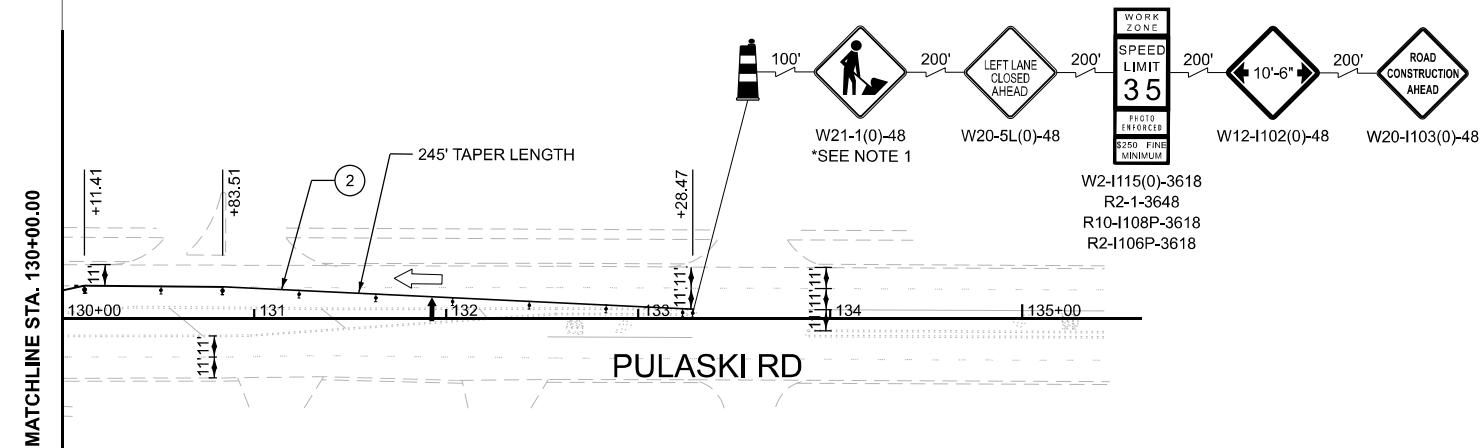 WORK
ZONE
SPEED
LIMIT
35
PHOTO
ENFORCED
$250 FINE
MINIMUM
100'
200'
200'
200'
200'
LEFT LANE
CLOSED
AHEAD
10'-6"
ROAD
CONSTRUCTION
AHEAD
W21-1(0)-48
*SEE NOTE 1
W20-5L(0)-48
W12-I102(0)-48
W20-I103(0)-48
W2-I115(0)-3618
R2-1-3648
R10-I108P-3618
R2-I106P-3618
245' TAPER LENGTH
2
+11.41
+83.51
+28.47
MATCHLINE STA. 130+00.00
11'
11' 11'
11' 11' 11'
130+00
131
132
133
134
135+00
11' 11'
PULASKI RD